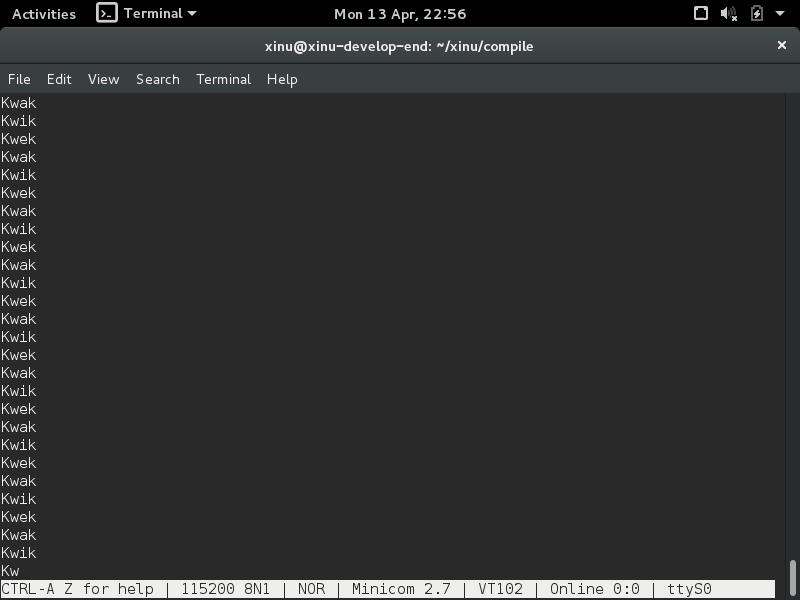 Activities Terminal Mon 13 Apr, 22:56
xinu@xinu-develop-end: ~/xinu/compile
File Edit View Search Terminal Help
Kwak
Kwik
Kwek
Kwak
Kwik
Kwek
Kwak
Kwik
Kwek
Kwak
Kwik
Kwek
Kwak
Kwik
Kwek
Kwak
Kwik
Kwek
Kwak
Kwik
Kwek
Kwak
Kwik
Kwek
Kwak
Kwik
Kw
CTRL-A Z for help | 115200 8N1 | NOR | Minicom 2.7 | VT102 | Online 0:0 | ttyS0